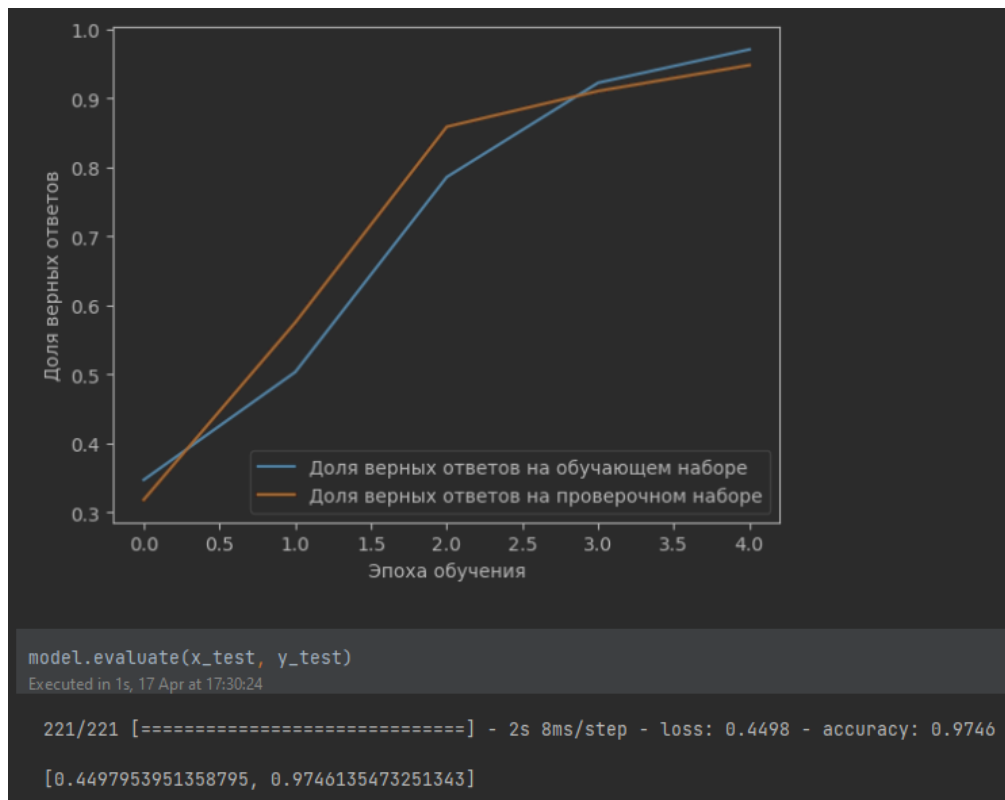 1.0
0.9
0.8
0.7
0.6
0.5
0.4
0.3
Доля верных ответов
Доля верных ответов на обучающем наборе
Доля верных ответов на проверочном наборе
0.0 0.5 1.0 1.5 2.0 2.5 3.0 3.5 4.0
Эпоха обучения
model.evaluate(x_test, y_test)
Executed in 1s, 17 Apr at 17:30:24
221/221 [==============================] - 2s 8ms/step - loss: 0.4498 - accuracy: 0.9746
[0.4497953951358795, 0.9746135473251343]